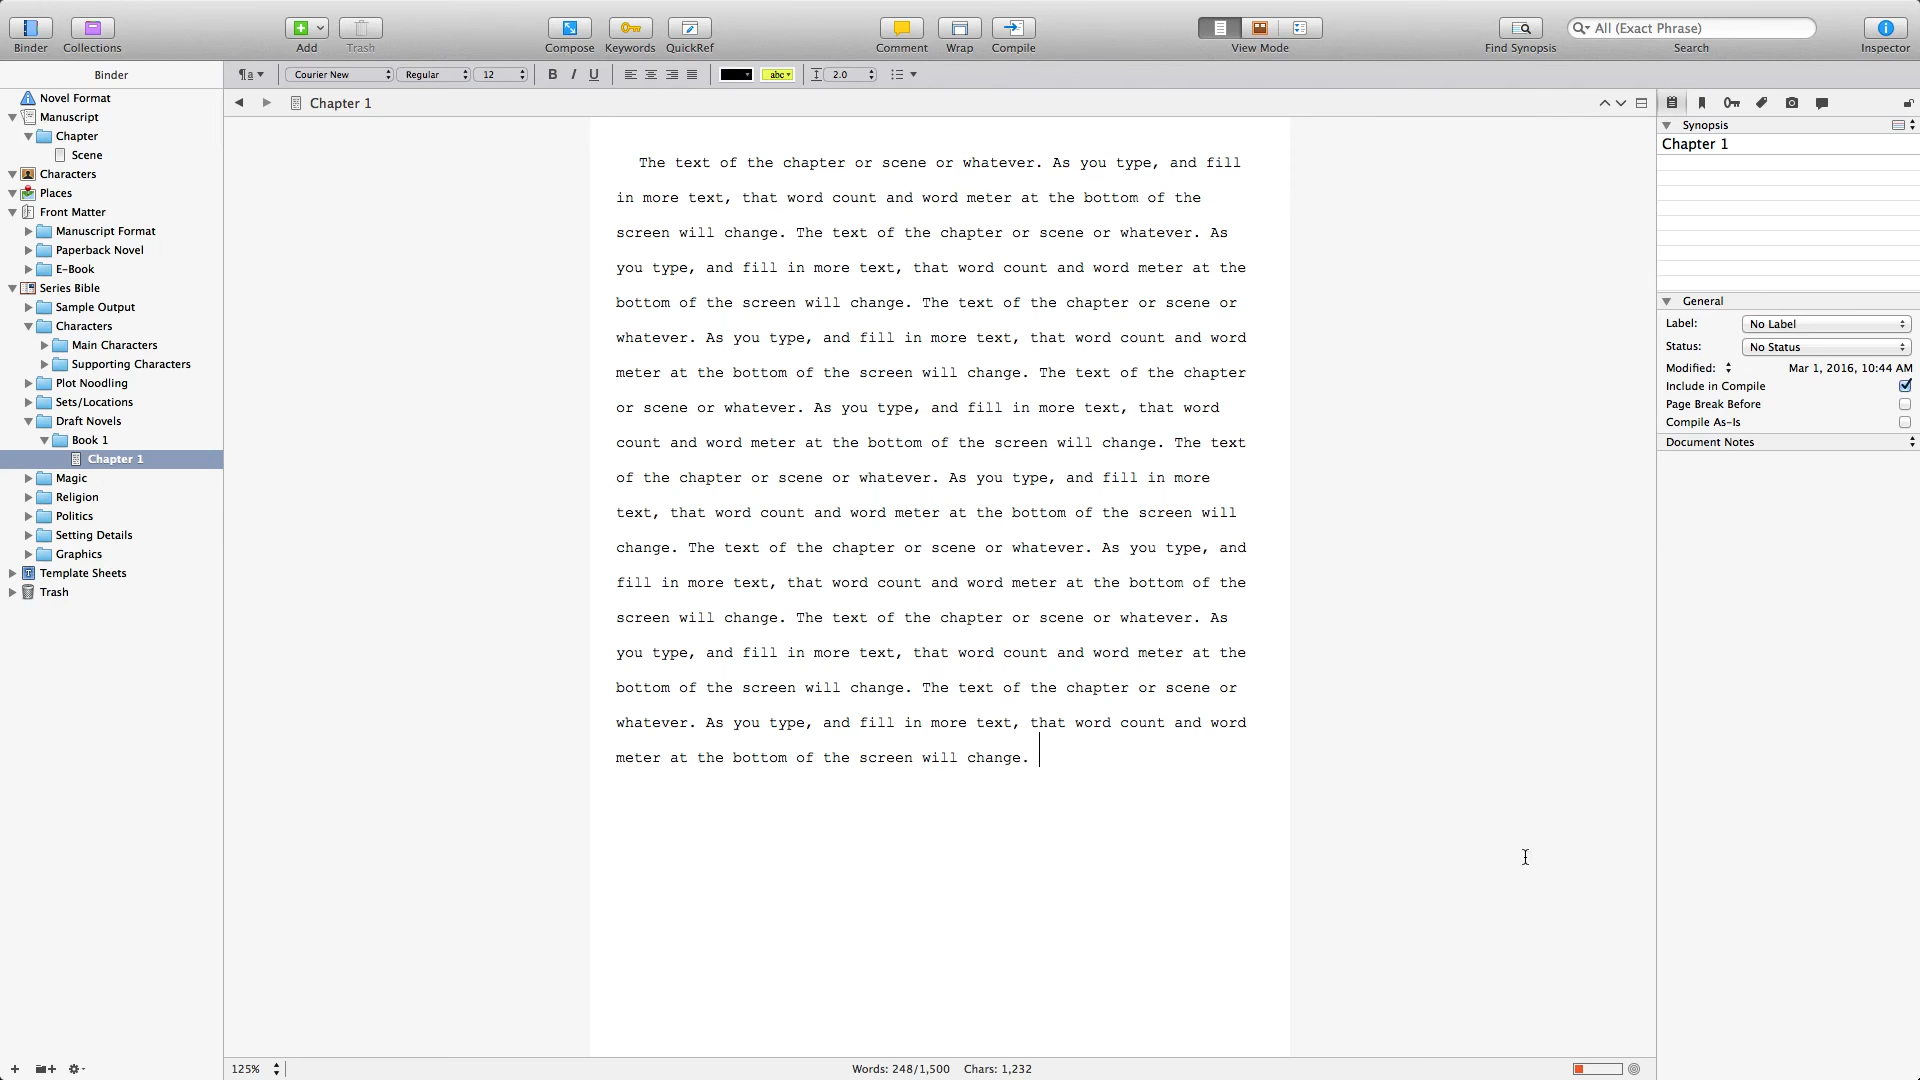 Binder
Collections
Add
Trash
Compose
Keywords
QuickRef
Comment
Wrap
Compile
View Mode
Find Synopsis
All (Exact Phrase)
Search
Inspector
Binder
¶a
Courier New
Regular
12
B I U
abc
2.0
Novel Format
Manuscript
Chapter
Scene
Characters
Places
Front Matter
Manuscript Format
Paperback Novel
E-Book
Series Bible
Sample Output
Characters
Main Characters
Supporting Characters
Plot Noodling
Sets/Locations
Draft Novels
Book 1
Chapter 1
Magic
Religion
Politics
Setting Details
Graphics
Template Sheets
Trash
Chapter 1
The text of the chapter or scene or whatever. As you type, and fill
in more text, that word count and word meter at the bottom of the
screen will change. The text of the chapter or scene or whatever. As
you type, and fill in more text, that word count and word meter at the
bottom of the screen will change. The text of the chapter or scene or
whatever. As you type, and fill in more text, that word count and word
meter at the bottom of the screen will change. The text of the chapter
or scene or whatever. As you type, and fill in more text, that word
count and word meter at the bottom of the screen will change. The text
of the chapter or scene or whatever. As you type, and fill in more
text, that word count and word meter at the bottom of the screen will
change. The text of the chapter or scene or whatever. As you type, and
fill in more text, that word count and word meter at the bottom of the
screen will change. The text of the chapter or scene or whatever. As
you type, and fill in more text, that word count and word meter at the
bottom of the screen will change. The text of the chapter or scene or
whatever. As you type, and fill in more text, that word count and word
meter at the bottom of the screen will change.
Synopsis
Chapter 1
General
Label: No Label
Status: No Status
Modified: Mar 1, 2016, 10:44 AM
Include in Compile
Page Break Before
Compile As-Is
Document Notes
125%
Words: 248/1,500 Chars: 1,232